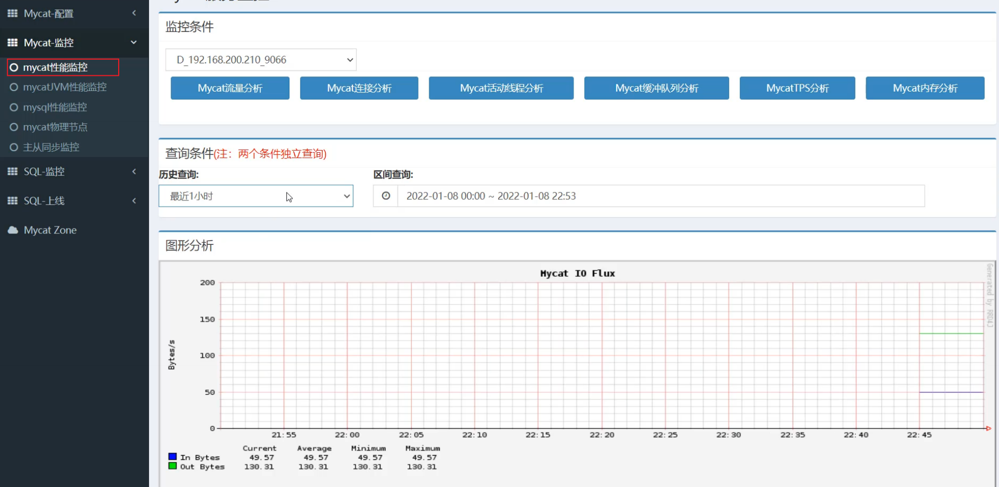 Mycat-配置
Mycat-监控
mycat性能监控
mycatJVM性能监控
mysql性能监控
mycat物理节点
主从同步监控
SQL-监控
SQL-上线
Mycat Zone
监控条件
D_192.168.200.210_9066
Mycat流量分析 Mycat连接分析 Mycat活动线程分析 Mycat缓冲队列分析 MycatTPS分析 Mycat内存分析
查询条件(注：两个条件独立查询)
历史查询: 区间查询:
最近1小时 2022-01-08 00:00 ~ 2022-01-08 22:53
图形分析
Mycat IO Flux
Generated by RRD4J
Bytes/s
200
150
100
50
0
21:55 22:00 22:05 22:10 22:15 22:20 22:25 22:30 22:35 22:40 22:45
Current Average Minimum Maximum
In Bytes 49.57 49.57 49.57 49.57
Out Bytes 130.31 130.31 130.31 130.31